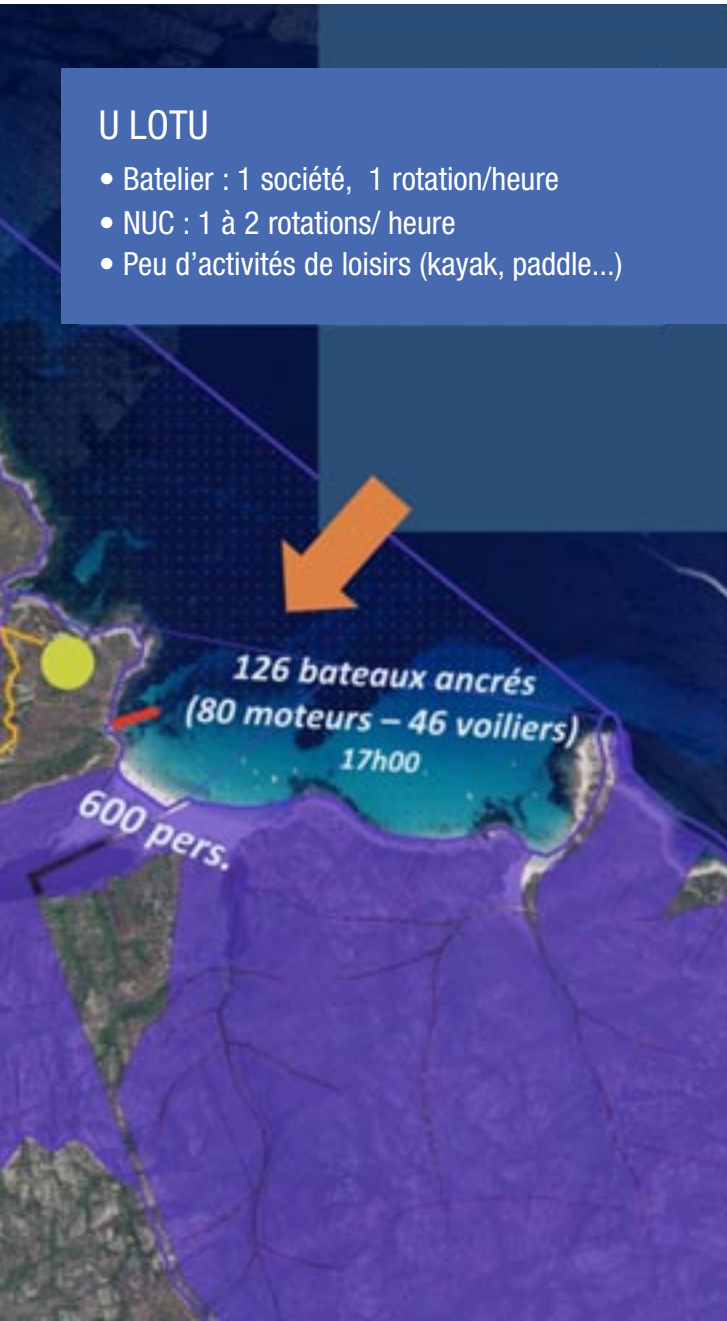 U LOTU
• Batelier : 1 société, 1 rotation/heure
• NUC : 1 à 2 rotations/ heure
• Peu d’activités de loisirs (kayak, paddle...)
126 bateaux ancrés
(80 moteurs – 46 voiliers)
17h00
600 pers.